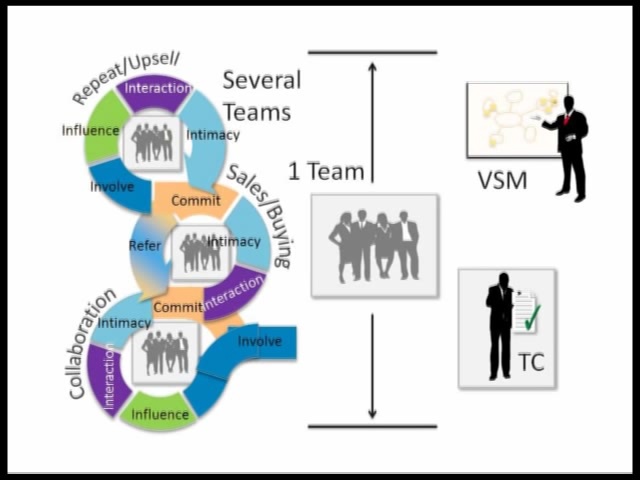 Repeat/Upsell
Interaction
Influence
Intimacy
Involve
Several
Teams
Commit
Sales/Buying
Refer
Intimacy
Interaction
Commit
Collaboration
Intimacy
Interaction
Influence
Involve
1 Team
VSM
TC